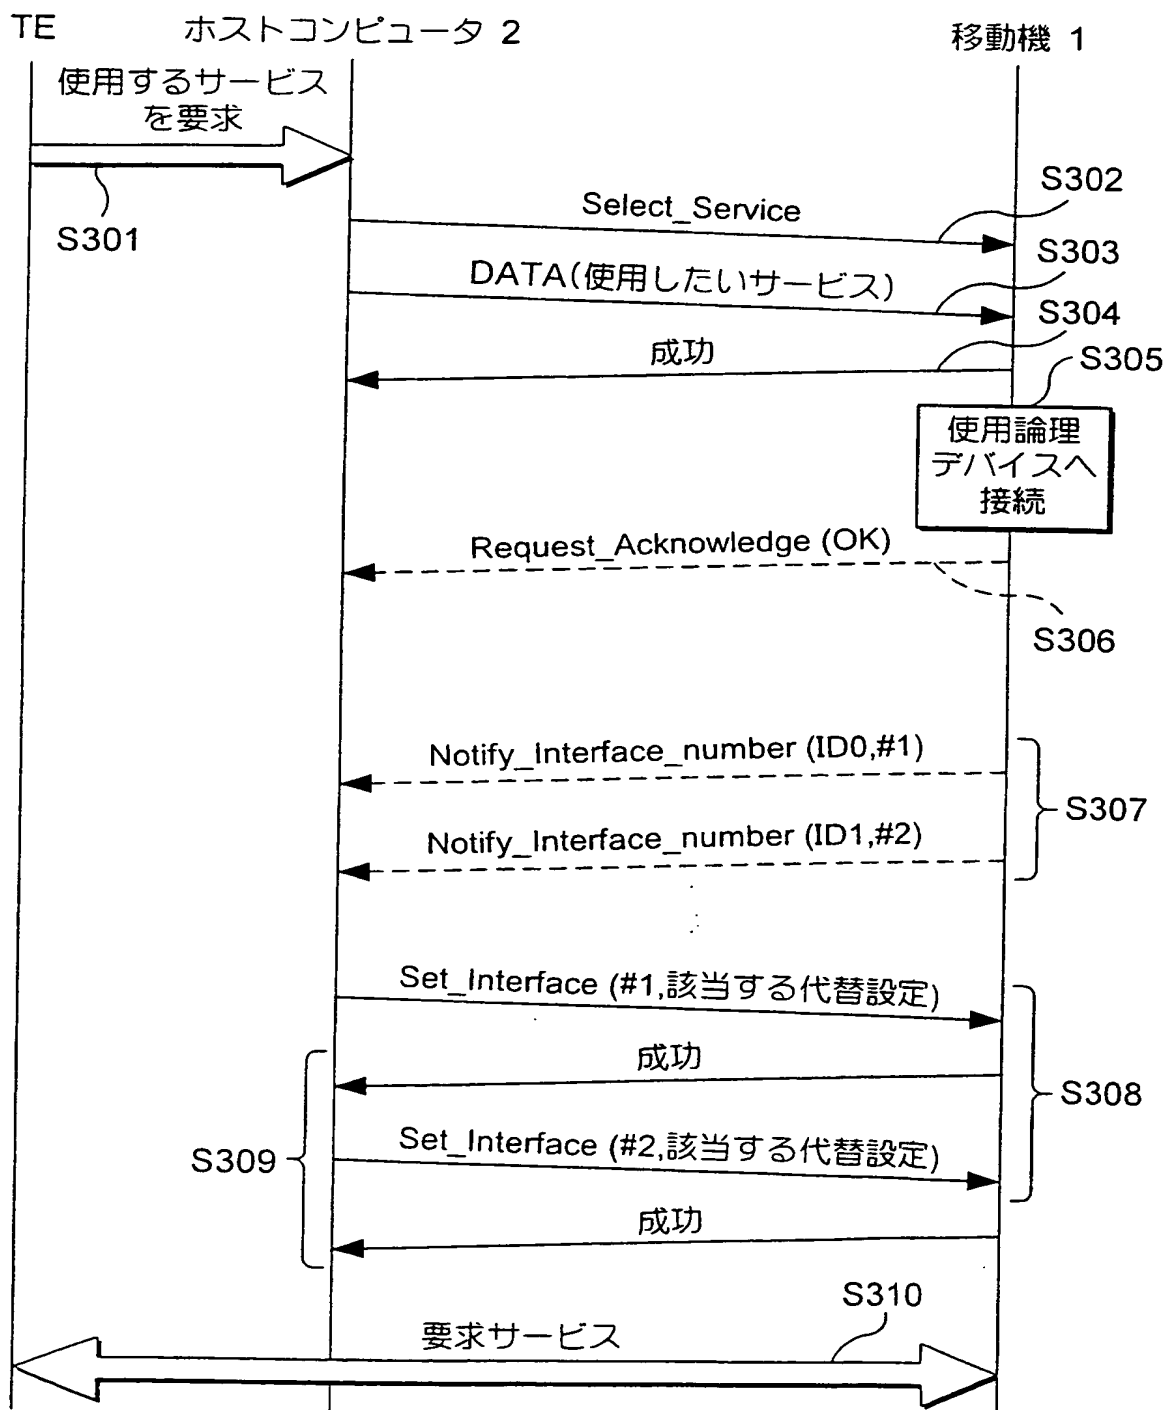 TE
ホストコンピュータ 2
移動機 1
使用するサービス
を要求
S301
Select_Service
S302
DATA(使用したいサービス)
S303
成功
S304
S305
使用論理
デバイスへ
接続
Request_Acknowledge (OK)
S306
Notify_Interface_number (ID0,#1)
S307
Notify_Interface_number (ID1,#2)
Set_Interface (#1,該当する代替設定)
成功
S308
S309
Set_Interface (#2,該当する代替設定)
成功
S310
要求サービス